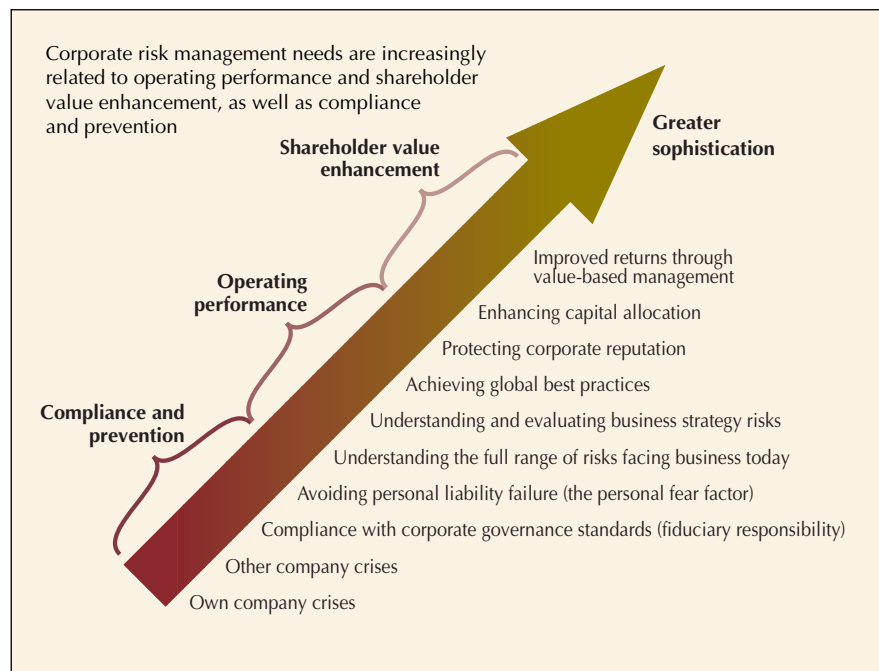 Corporate risk management needs are increasingly
related to operating performance and shareholder
value enhancement, as well as compliance
and prevention
Shareholder value
enhancement
Greater
sophistication
Operating
performance
Compliance and
prevention
Improved returns through
value-based management
Enhancing capital allocation
Protecting corporate reputation
Achieving global best practices
Understanding and evaluating business strategy risks
Understanding the full range of risks facing business today
Avoiding personal liability failure (the personal fear factor)
Compliance with corporate governance standards (fiduciary responsibility)
Other company crises
Own company crises